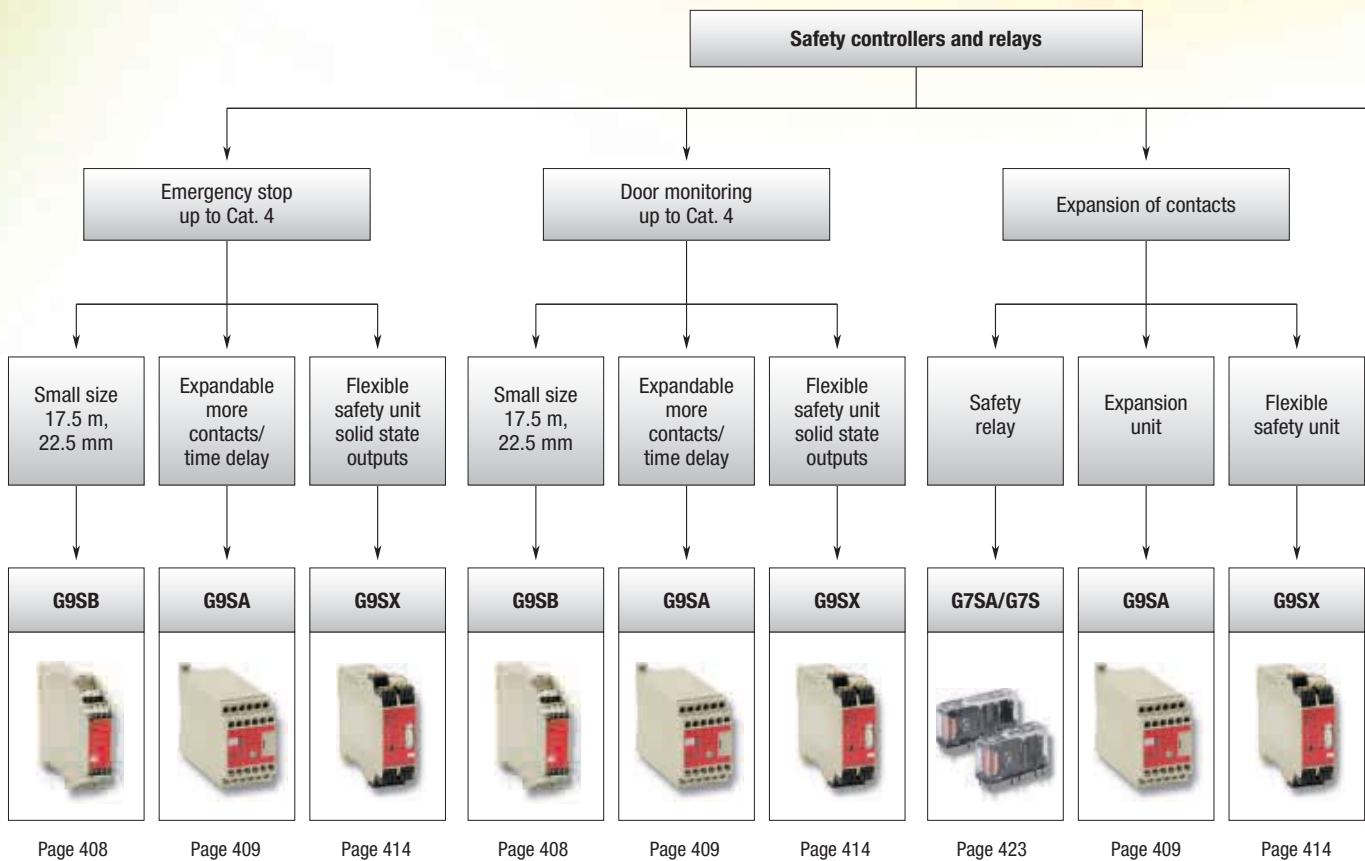 Safety controllers and relays
Emergency stop
up to Cat. 4
Door monitoring
up to Cat. 4
Expansion of contacts
Small size
17.5 m,
22.5 mm
Expandable
more
contacts/
time delay
Flexible
safety unit
solid state
outputs
Small size
17.5 m,
22.5 mm
Expandable
more
contacts/
time delay
Flexible
safety unit
solid state
outputs
Safety
relay
Expansion
unit
Flexible
safety unit
G9SB
G9SA
G9SX
G9SB
G9SA
G9SX
G7SA/G7S
G9SA
G9SX
Page 408
Page 409
Page 414
Page 408
Page 409
Page 414
Page 423
Page 409
Page 414